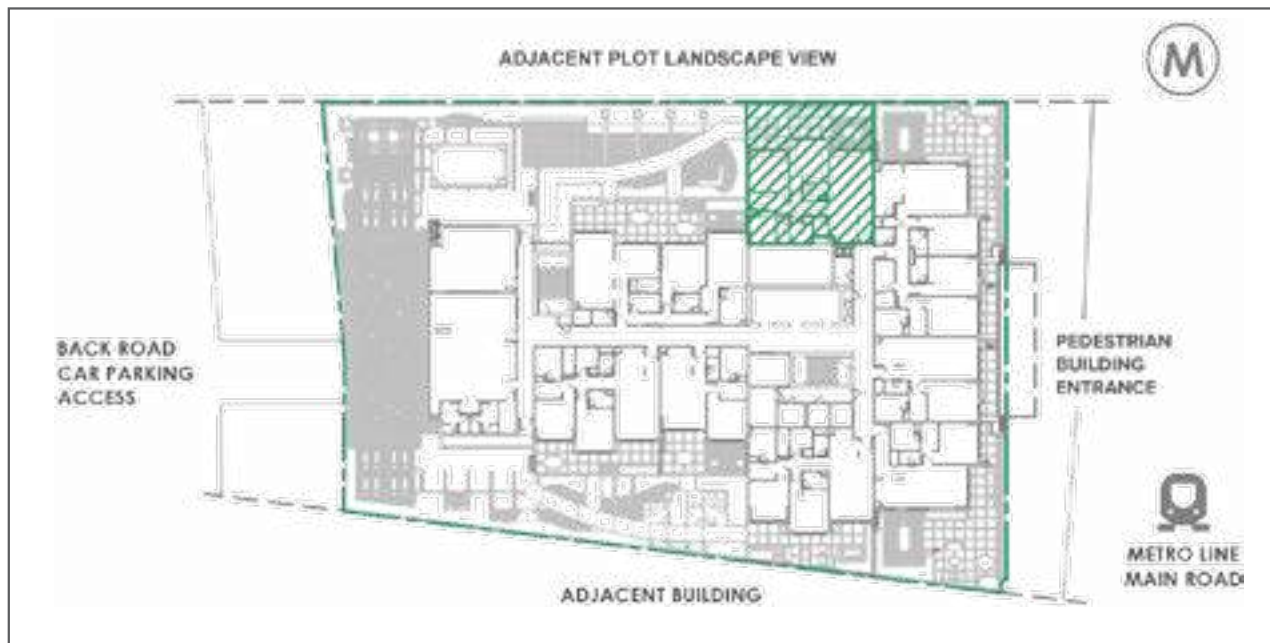 ADJACENT PLOT LANDSCAPE VIEW
M
BACK ROAD
CAR PARKING
ACCESS
PEDESTRIAN
BUILDING
ENTRANCE
METRO LINE
MAIN ROAD
ADJACENT BUILDING